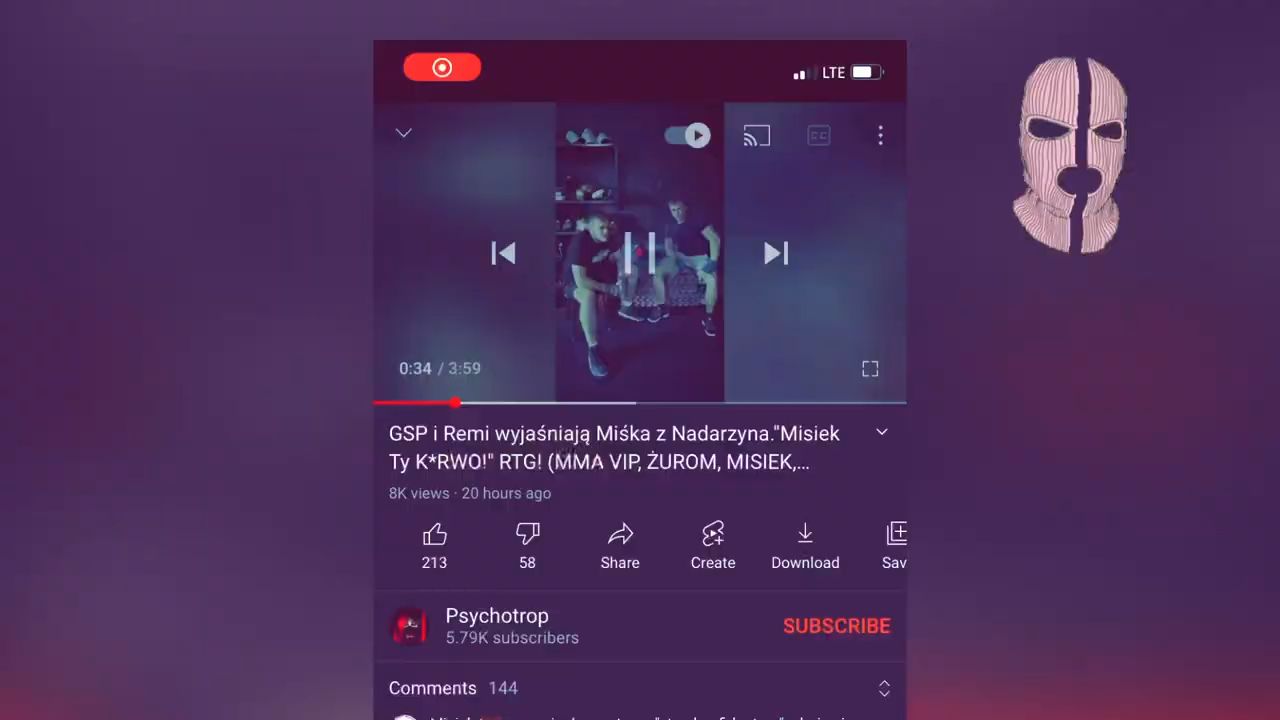 LTE
CC
0:34 / 3:59
GSP i Remi wyjaśniają Miśka z Nadarzyna."Misiek
Ty K*RWO!" RTG! (MMA VIP, ŻUROM, MISIEK,...
8K views · 20 hours ago
213
58
Share
Create
Download
Sav
Psychotrop
5.79K subscribers
SUBSCRIBE
Comments 144